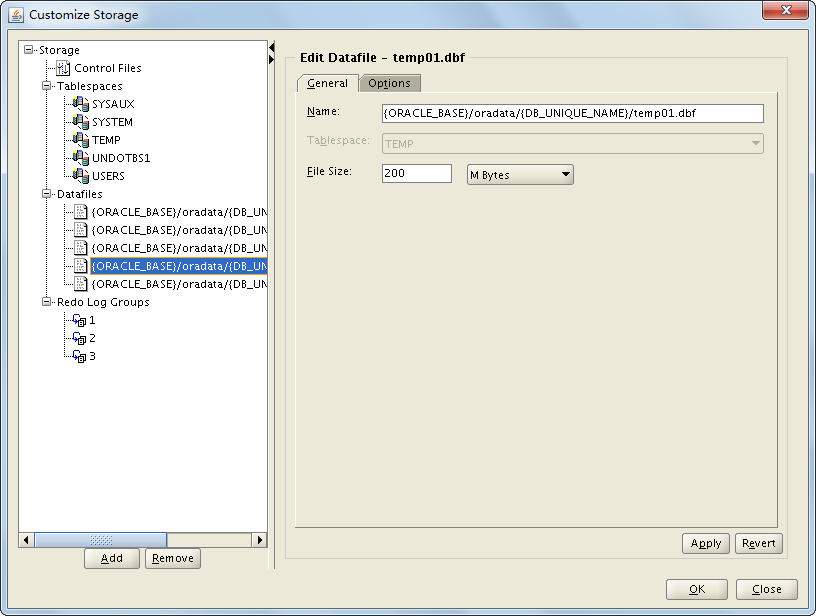 Customize Storage
Storage
Control Files
Tablespaces
SYSAUX
SYSTEM
TEMP
UNDOTBS1
USERS
Datafiles
{ORACLE_BASE}/oradata/{DB_UN
{ORACLE_BASE}/oradata/{DB_UN
{ORACLE_BASE}/oradata/{DB_UN
{ORACLE_BASE}/oradata/{DB_UN
{ORACLE_BASE}/oradata/{DB_UN
Redo Log Groups
1
2
3
Add Remove
Edit Datafile - temp01.dbf
General Options
Name: {ORACLE_BASE}/oradata/{DB_UNIQUE_NAME}/temp01.dbf
Tablespace: TEMP
File Size: 200 M Bytes
Apply Revert
OK Close